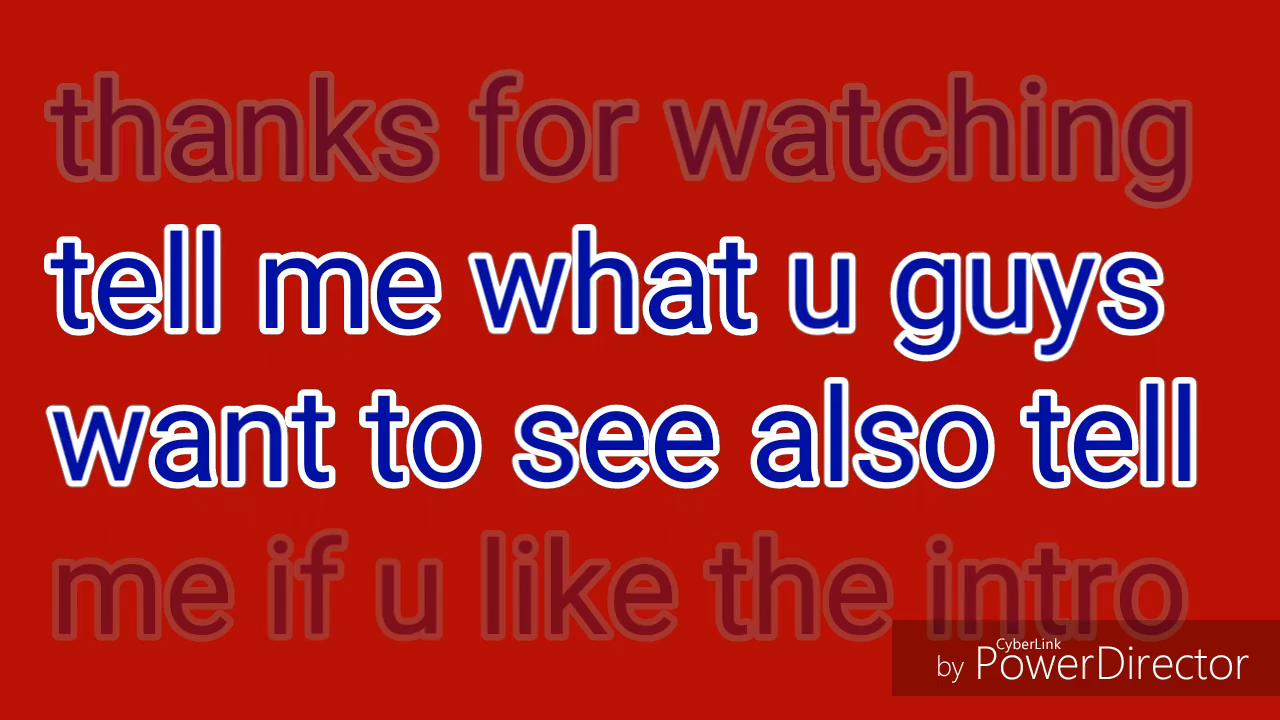 thanks for watching
tell me what u guys
want to see also tell
me if u like the intro
CyberLink
by PowerDirector